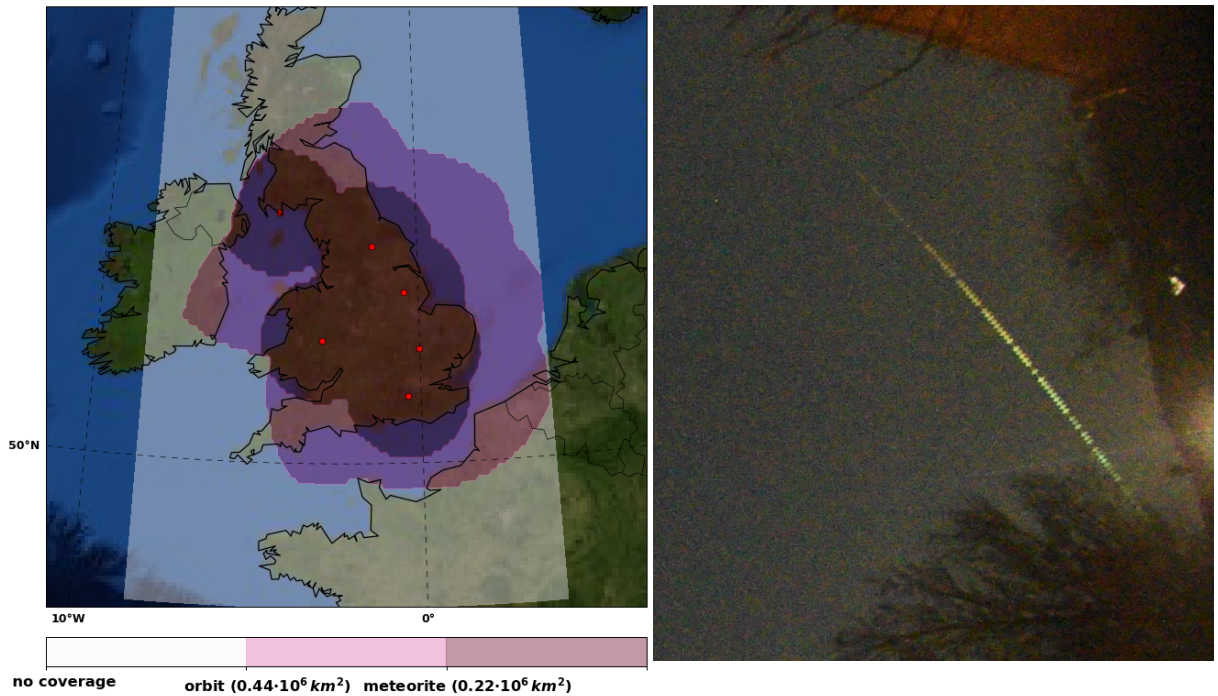 50°N
10°W 0°
no coverage orbit (0.44·10⁶ km²) meteorite (0.22·10⁶ km²)